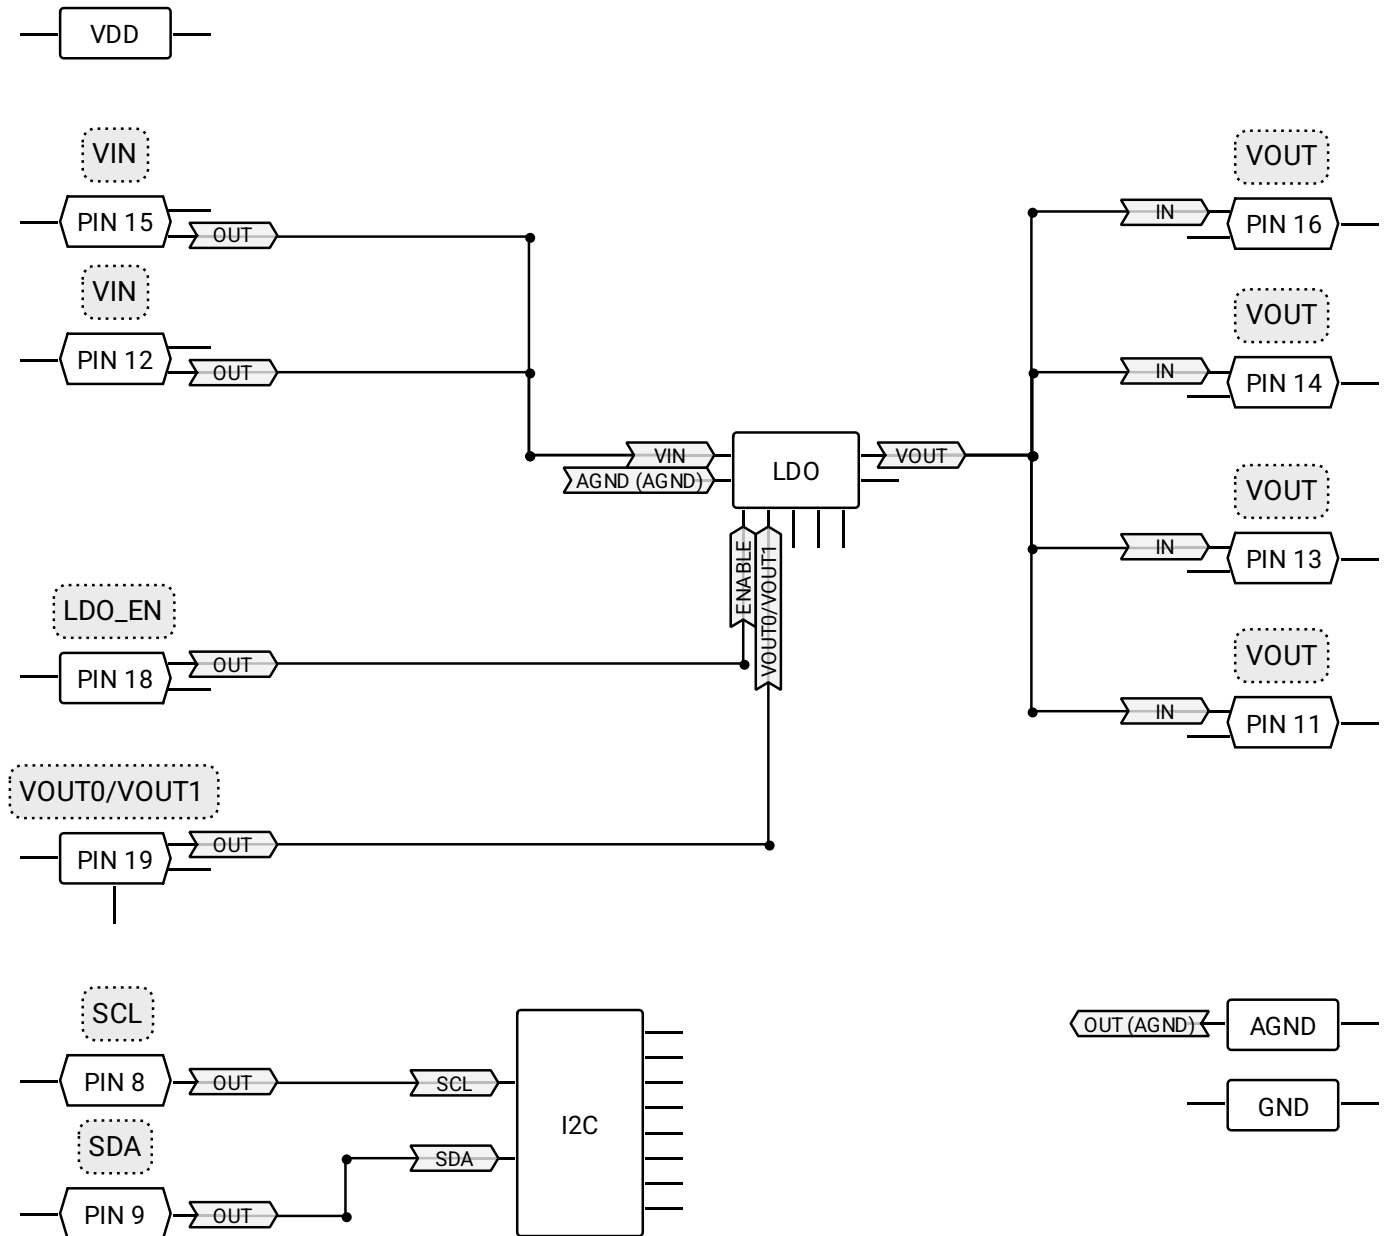 VDD
VIN
VOUT
PIN 15
OUT
IN
PIN 16
VIN
VOUT
PIN 12
OUT
IN
PIN 14
VIN
AGND (AGND)
LDO
VOUT
VOUT
ENABLE
VOUT0/VOUT1
IN
PIN 13
LDO_EN
PIN 18
OUT
VOUT
IN
PIN 11
VOUT0/VOUT1
PIN 19
OUT
SCL
PIN 8
OUT
SCL
I2C
OUT (AGND)
AGND
GND
SDA
SDA
PIN 9
OUT